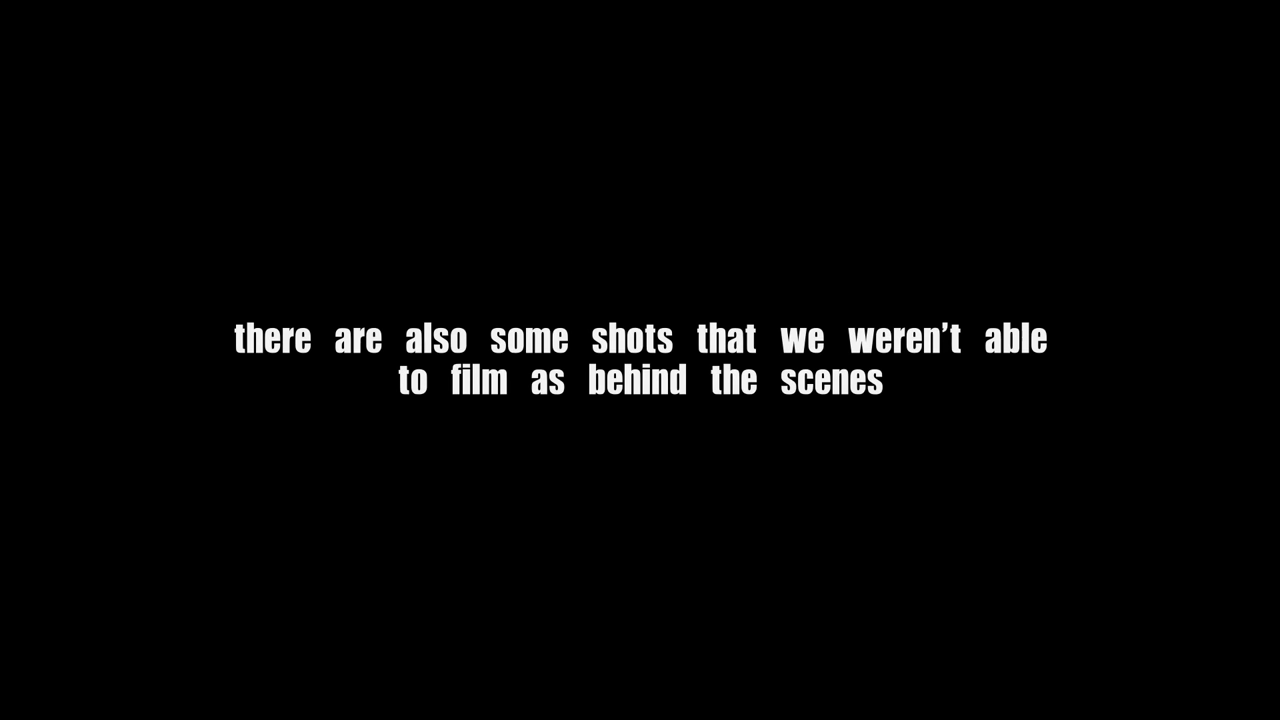 there are also some shots that we weren’t able
to film as behind the scenes